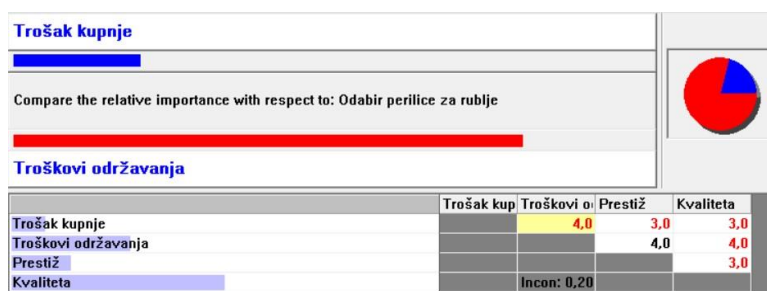 Trošak kupnje
Compare the relative importance with respect to: Odabir perilice za rublje
Troškovi održavanja
Trošak kup Troškovi o Prestiž Kvaliteta
Trošak kupnje 4,0 3,0 3,0
Troškovi održavanja 4,0 4,0
Prestiž 3,0
Kvaliteta Incon: 0,20